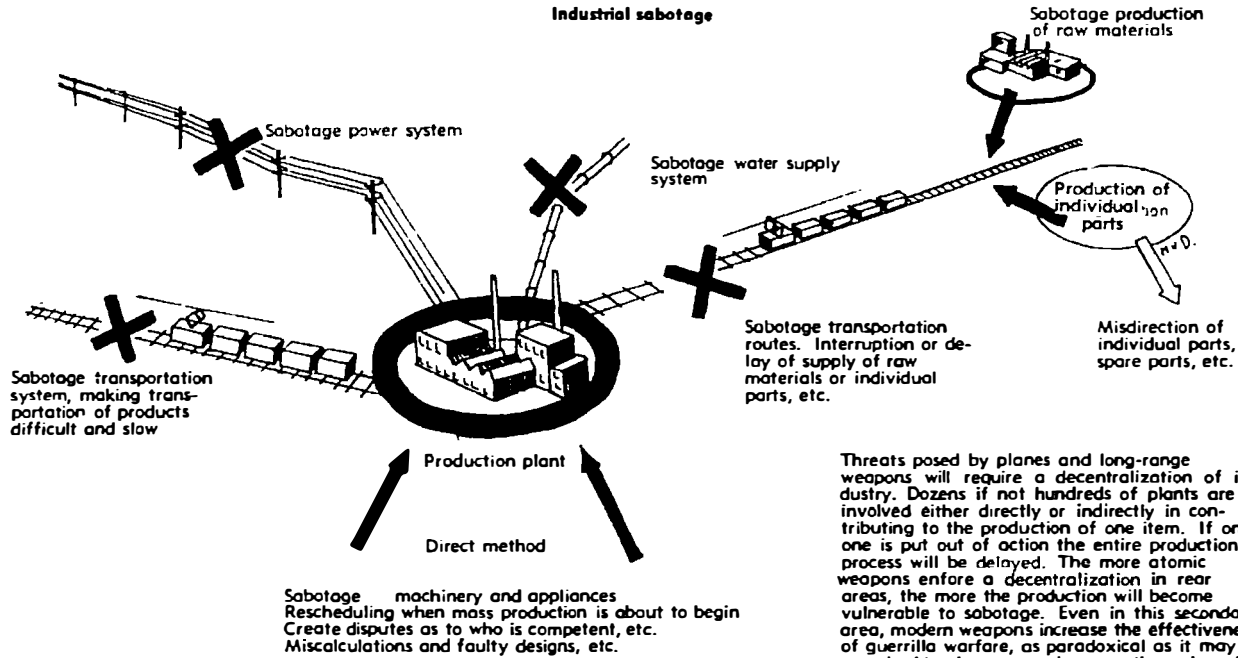 Industrial sabotage
Sabotage production
of raw materials
Sabotage power system
Sabotage water supply
system
Production of
individual
parts
Sabotage transportation
system, making trans-
portation of products
difficult and slow
Sabotage transportation
routes. Interruption or de-
lay of supply of raw
materials or individual
parts, etc.
Misdirection of
individual parts,
spare parts, etc.
Production plant
Direct method
Sabotage machinery and appliances
Rescheduling when mass production is about to begin
Create disputes as to who is competent, etc.
Miscalculations and faulty designs, etc.
Threats posed by planes and long-range
weapons will require a decentralization of
dustry. Dozens if not hundreds of plants are
involved either directly or indirectly in con-
tributing to the production of one item. If
one is put out of action the entire production
process will be delayed. The more atomic
weapons enfore a decentralization in rear
areas, the more the production will become
vulnerable to sabotage. Even in this
area, modern weapons increase the
of guerrilla warfare, as paradoxical as it may